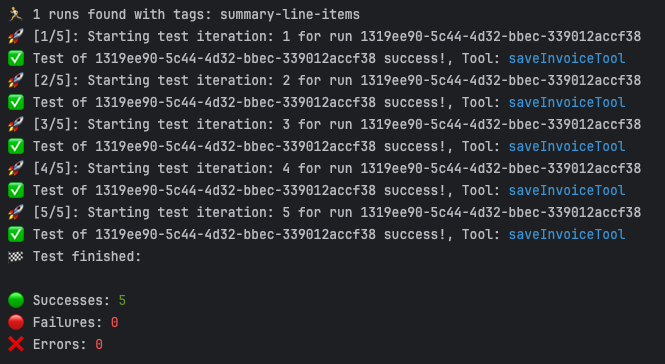 🏃 1 runs found with tags: summary-line-items
🚀 [1/5]: Starting test iteration: 1 for run 1319ee90-5c44-4d32-bbec-339012accf38
✅ Test of 1319ee90-5c44-4d32-bbec-339012accf38 success!, Tool: saveInvoiceTool
🚀 [2/5]: Starting test iteration: 2 for run 1319ee90-5c44-4d32-bbec-339012accf38
✅ Test of 1319ee90-5c44-4d32-bbec-339012accf38 success!, Tool: saveInvoiceTool
🚀 [3/5]: Starting test iteration: 3 for run 1319ee90-5c44-4d32-bbec-339012accf38
✅ Test of 1319ee90-5c44-4d32-bbec-339012accf38 success!, Tool: saveInvoiceTool
🚀 [4/5]: Starting test iteration: 4 for run 1319ee90-5c44-4d32-bbec-339012accf38
✅ Test of 1319ee90-5c44-4d32-bbec-339012accf38 success!, Tool: saveInvoiceTool
🚀 [5/5]: Starting test iteration: 5 for run 1319ee90-5c44-4d32-bbec-339012accf38
✅ Test of 1319ee90-5c44-4d32-bbec-339012accf38 success!, Tool: saveInvoiceTool
🏁 Test finished:
🟢 Successes: 5
🔴 Failures: 0
❌ Errors: 0